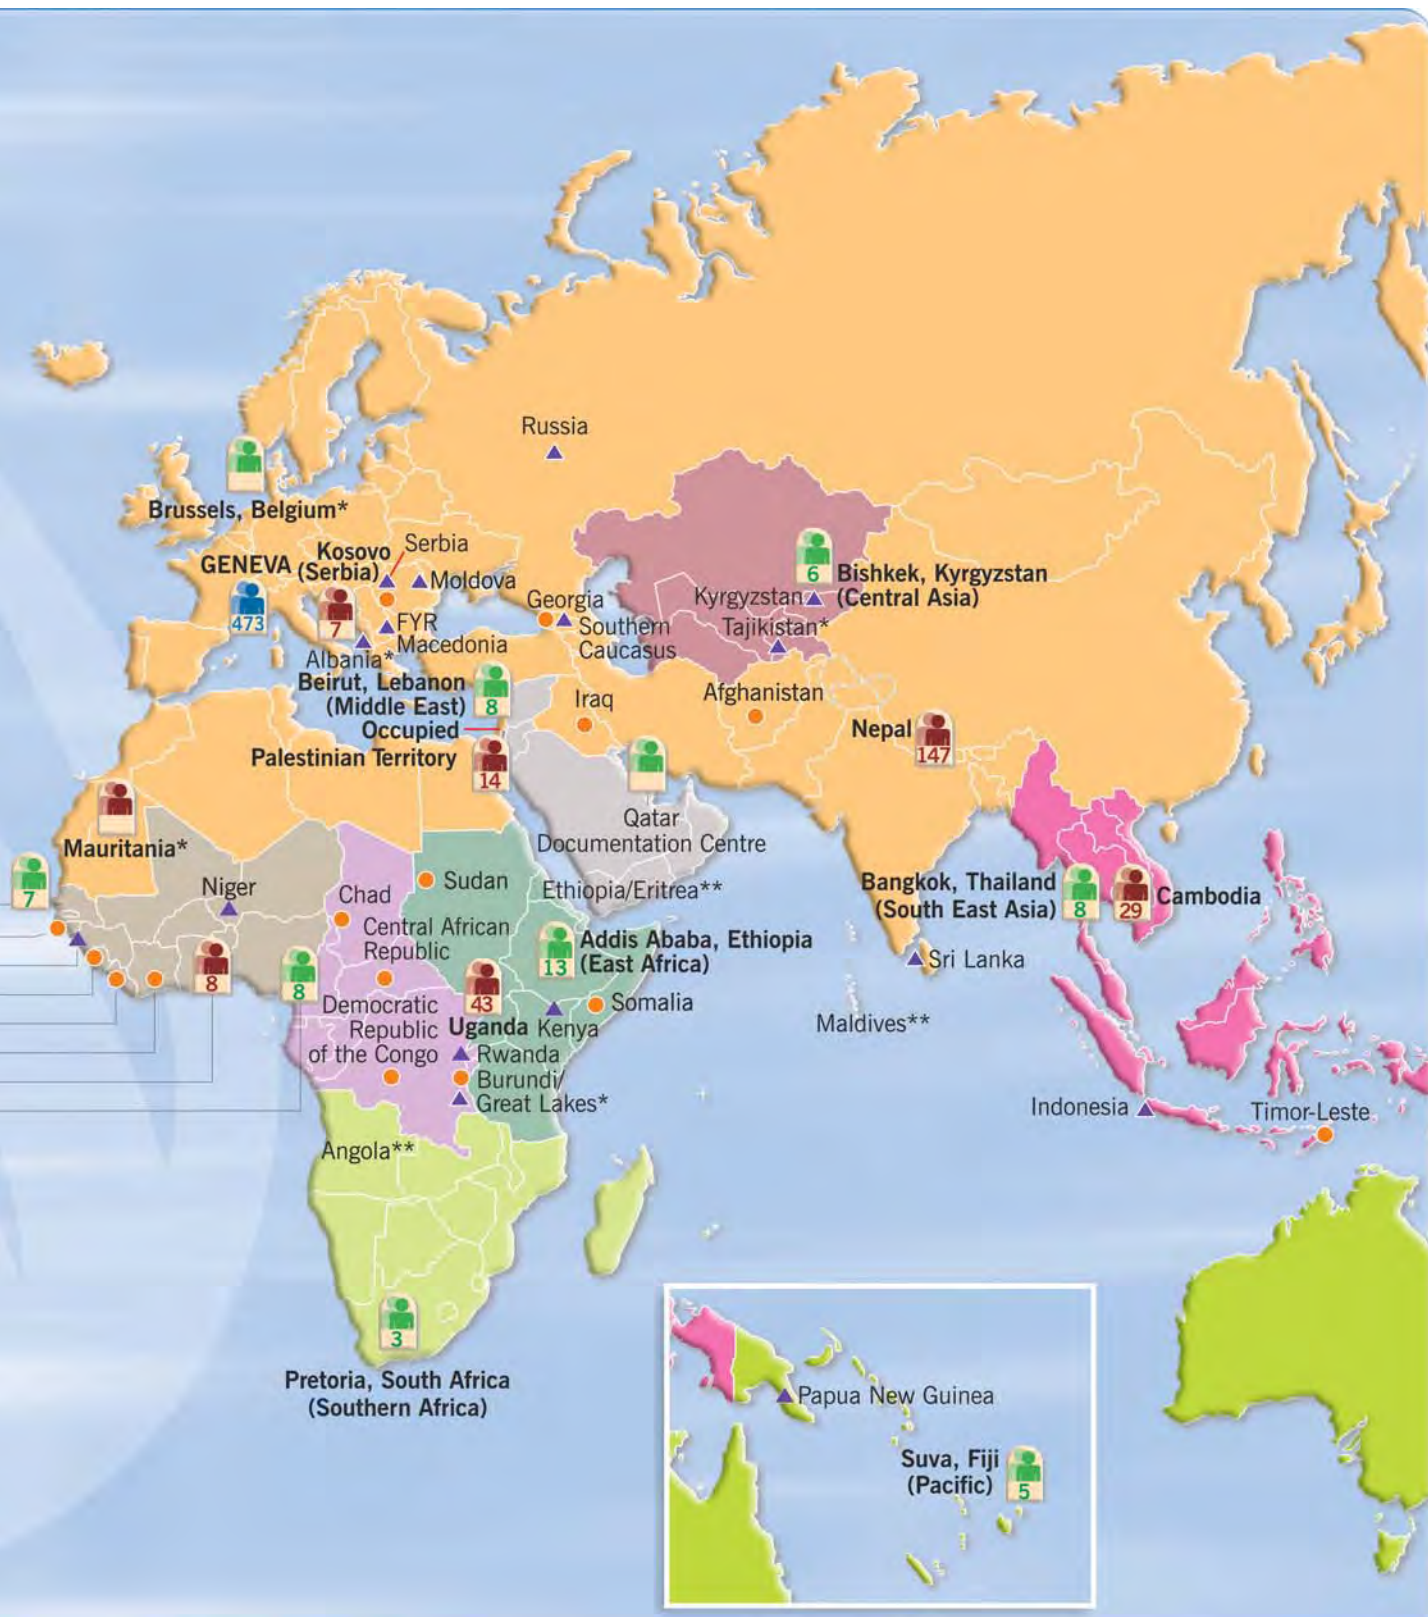 Russia
Brussels, Belgium*
GENEVA
473
Kosovo
(Serbia)
7
Serbia
Moldova
FYR
Macedonia
Albania*
Georgia
Southern
Caucasus
6
Bishkek, Kyrgyzstan
(Central Asia)
Kyrgyzstan
Tajikistan*
Beirut, Lebanon
(Middle East)
8
Occupied
Palestinian Territory
14
Iraq
Afghanistan
Nepal
147
Qatar
Documentation Centre
Mauritania*
7
Niger
Chad
Sudan
Ethiopia/Eritrea**
Central African
Republic
Addis Ababa, Ethiopia
(East Africa)
13
8
8
43
Democratic
Republic
of the Congo
Uganda
Kenya
Somalia
Rwanda
Burundi/
Great Lakes*
Angola**
3
Pretoria, South Africa
(Southern Africa)
Bangkok, Thailand
(South East Asia)
8
29
Cambodia
Sri Lanka
Maldives**
Indonesia
Timor-Leste
Papua New Guinea
Suva, Fiji
(Pacific)
5